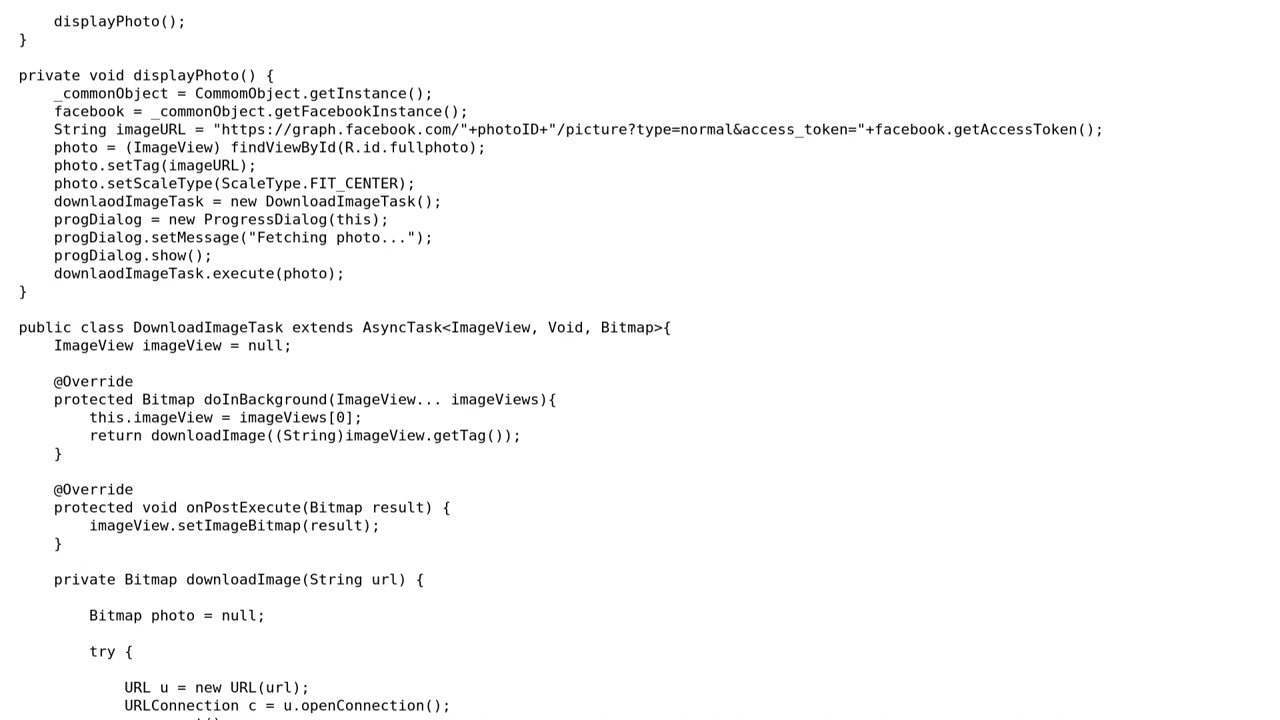 displayPhoto();
}
private void displayPhoto() {
_commonObject = CommomObject.getInstance();
facebook = _commonObject.getFacebookInstance();
String imageURL = "https://graph.facebook.com/"+photoID+"/picture?type=normal&access_token="+facebook.getAccessToken();
photo = (ImageView) findViewById(R.id.fullphoto);
photo.setTag(imageURL);
photo.setScaleType(ScaleType.FIT_CENTER);
downlaodImageTask = new DownloadImageTask();
progDialog = new ProgressDialog(this);
progDialog.setMessage("Fetching photo...");
progDialog.show();
downlaodImageTask.execute(photo);
}
public class DownloadImageTask extends AsyncTask<ImageView, Void, Bitmap>{
ImageView imageView = null;
@Override
protected Bitmap doInBackground(ImageView... imageViews){
this.imageView = imageViews[0];
return downloadImage((String)imageView.getTag());
}
@Override
protected void onPostExecute(Bitmap result) {
imageView.setImageBitmap(result);
}
private Bitmap downloadImage(String url) {
Bitmap photo = null;
try {
URL u = new URL(url);
URLConnection c = u.openConnection();